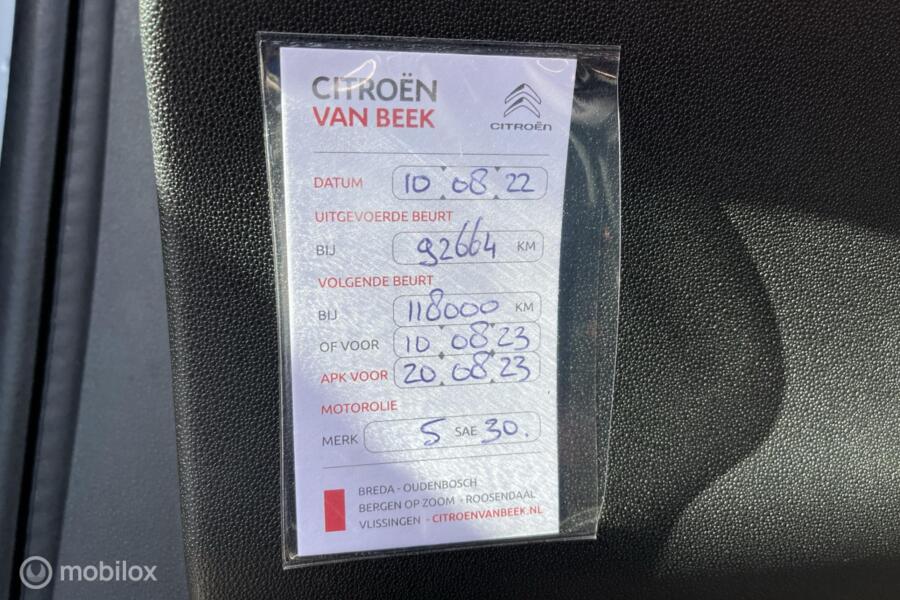 CITROËN
VAN BEEK
CITROËN
DATUM 10 08 22
UITGEVOERDE BEURT
BIJ 92664 KM
VOLGENDE BEURT
BIJ 118000 KM
OF VOOR 10 08 23
APK VOOR 20 08 23
MOTOROLIE
MERK 5 SAE 30.
BREDA - OUDENBOSCH
BERGEN OP ZOOM - ROOSENDAAL
VLISSINGEN - CITROENVANBEEK.NL
mobilox